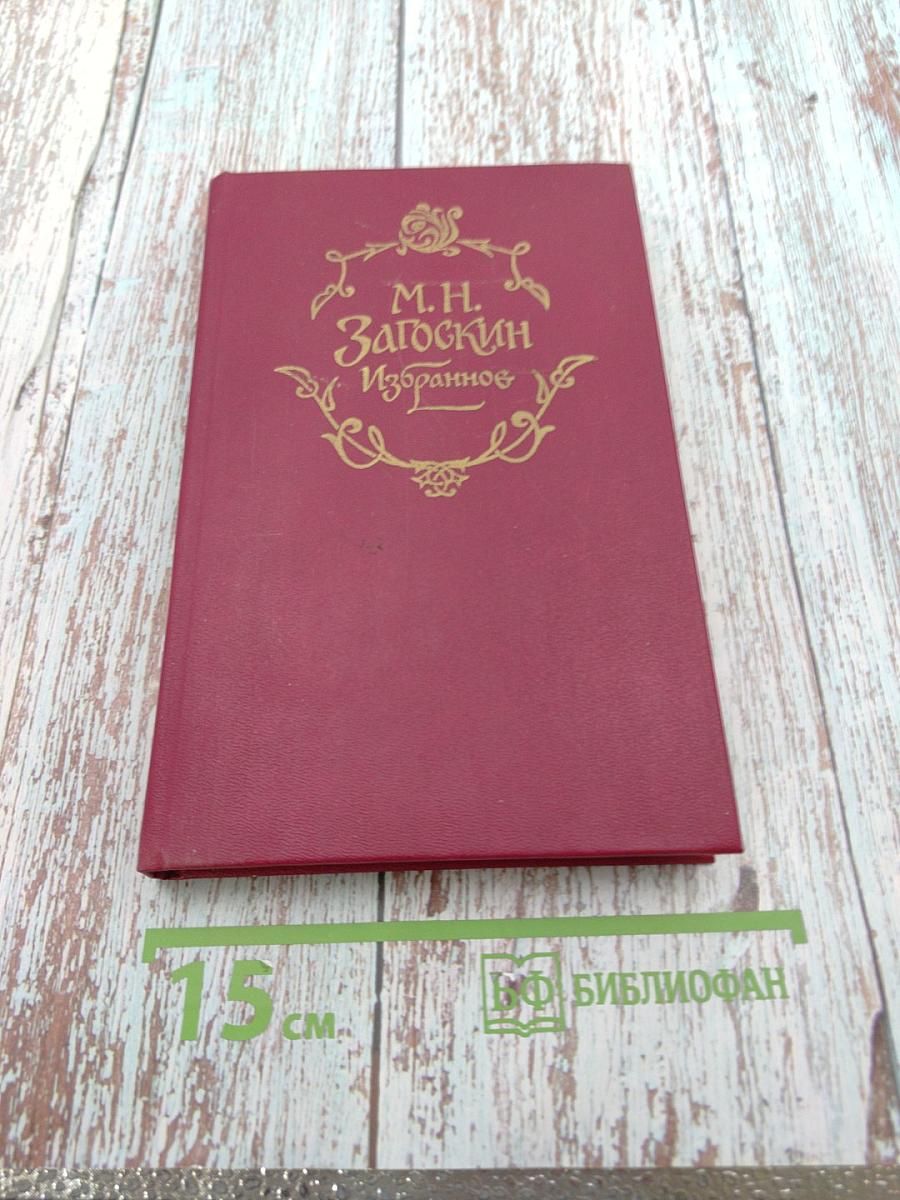 М. Н.
Загоскин
Избранное
15 см
БФ БИБЛИОФАН